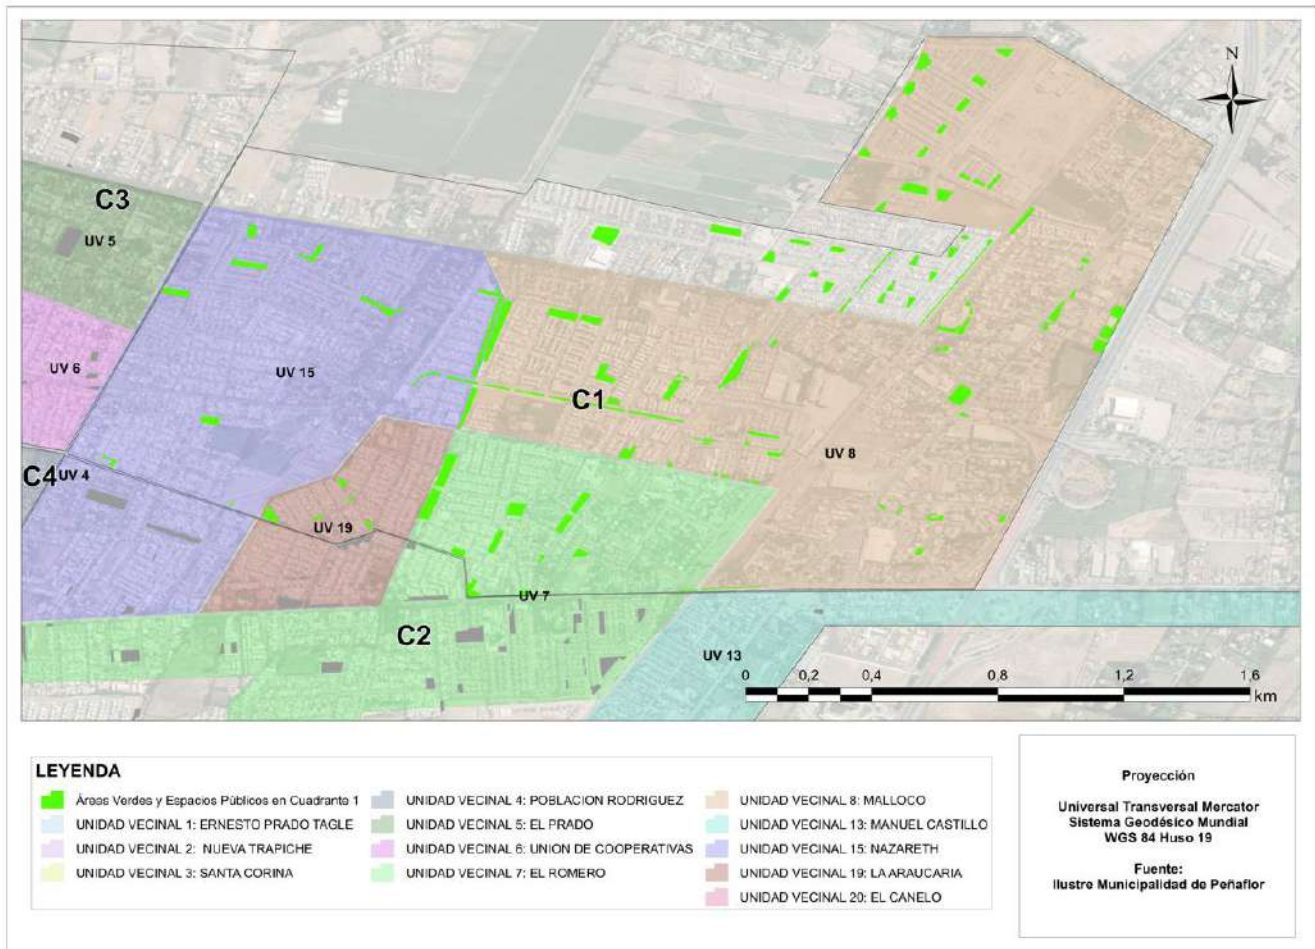 N
C3
UV 5
UV 6
UV 15
C1
UV 8
C4
UV 4
UV 19
UV 7
C2
UV 13
0 0,2 0,4 0,8 1,2 1,6
km
LEYENDA
Áreas Verdes y Espacios Públicos en Cuadrante 1
UNIDAD VECINAL 1: ERNESTO PRADO TAGLE
UNIDAD VECINAL 2: NUEVA TRAPICHE
UNIDAD VECINAL 3: SANTA CORINA
UNIDAD VECINAL 4: POBLACION RODRIGUEZ
UNIDAD VECINAL 5: EL PRADO
UNIDAD VECINAL 6: UNION DE COOPERATIVAS
UNIDAD VECINAL 7: EL ROMERO
UNIDAD VECINAL 8: MALLOCO
UNIDAD VECINAL 13: MANUEL CASTILLO
UNIDAD VECINAL 15: NAZARETH
UNIDAD VECINAL 19: LA ARAUCARIA
UNIDAD VECINAL 20: EL CANELO
Proyección
Universal Transversal Mercator
Sistema Geodésico Mundial
WGS 84 Huso 19
Fuente:
Ilustre Municipalidad de Peñaflor